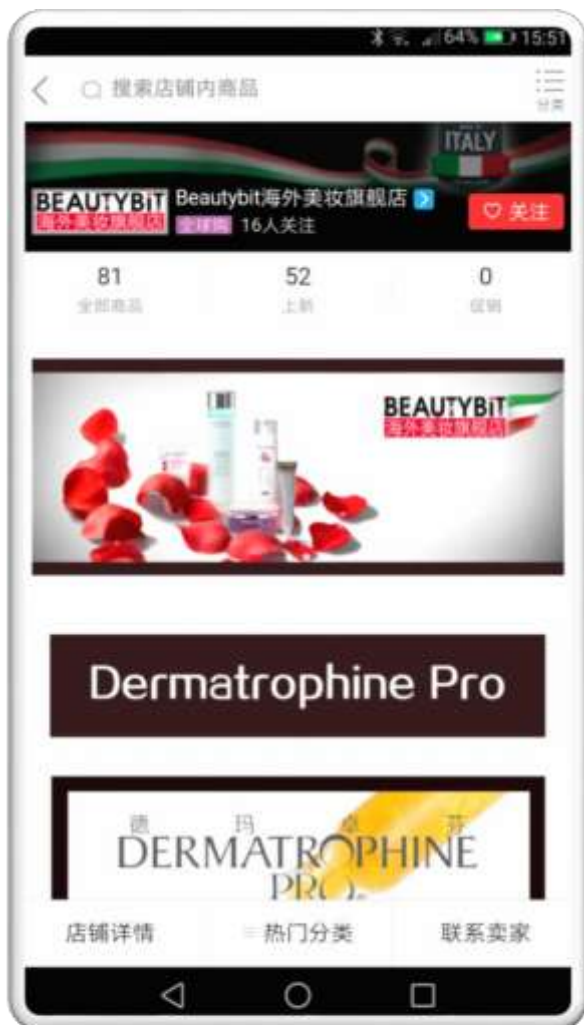 64% 15:51
搜索店铺内商品
分类
ITALY
BEAUTYBIT
海外美妆旗舰店
Beautybit海外美妆旗舰店
全球购 16人关注
关注
81 52 0
全部商品 上新 促销
BEAUTYBIT
海外美妆旗舰店
Dermatrophine Pro
德玛卓芬
DERMATROPHINE
PRO
店铺详情 热门分类 联系卖家